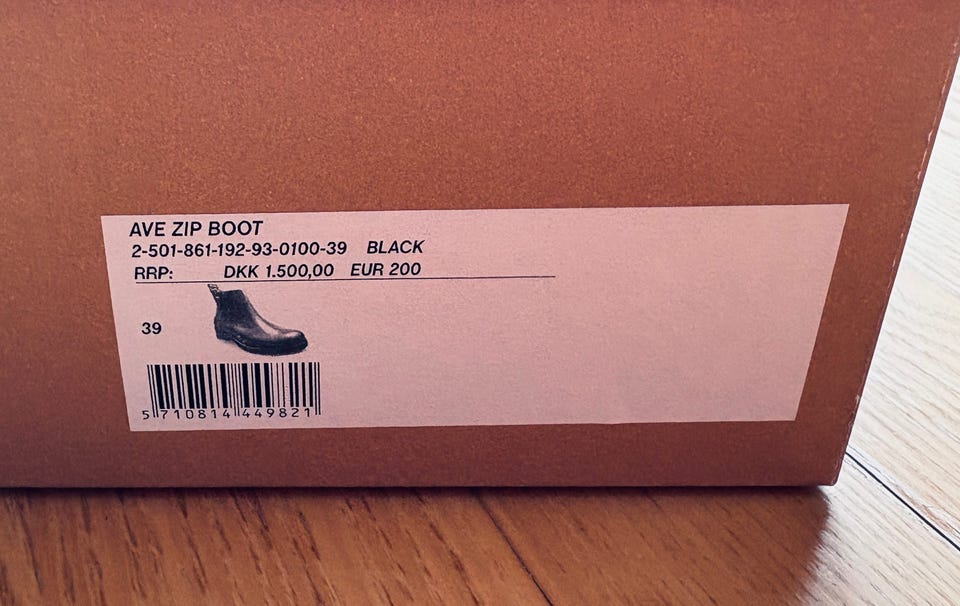 AVE ZIP BOOT
2-501-861-192-93-0100-39 BLACK
RRP: DKK 1.500,00 EUR 200
39
5 710814 449821